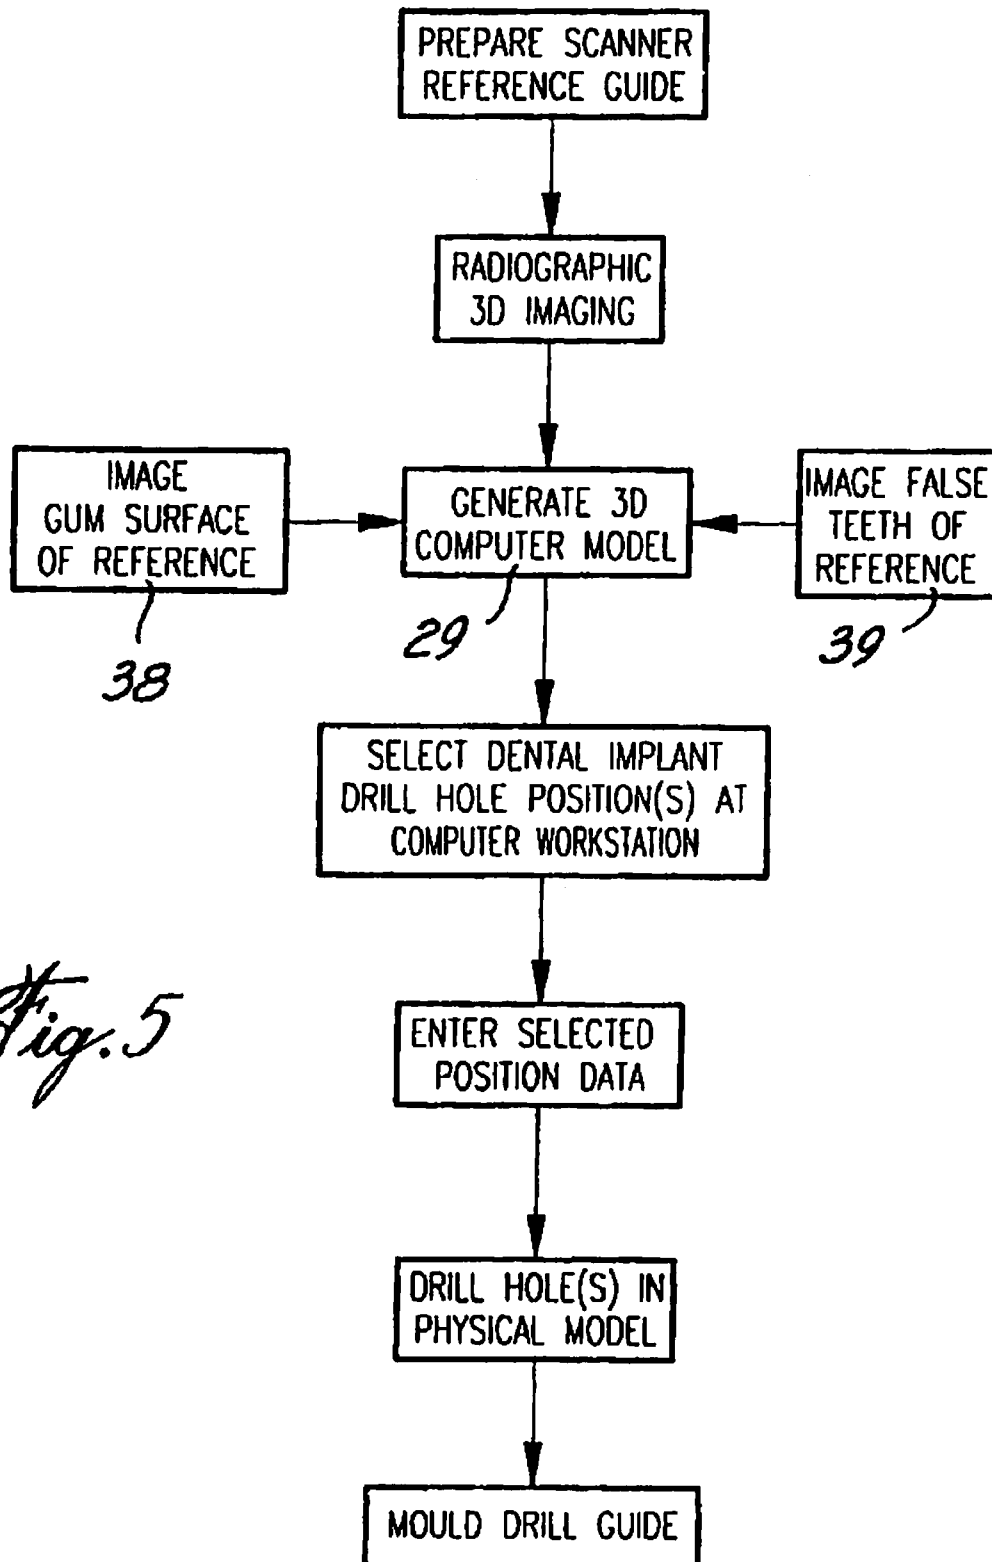 PREPARE SCANNER
REFERENCE GUIDE
RADIOGRAPHIC
3D IMAGING
IMAGE
GUM SURFACE
OF REFERENCE
38
GENERATE 3D
COMPUTER MODEL
29
IMAGE FALSE
TEETH OF
REFERENCE
39
SELECT DENTAL IMPLANT
DRILL HOLE POSITION(S) AT
COMPUTER WORKSTATION
Fig. 5
ENTER SELECTED
POSITION DATA
DRILL HOLE(S) IN
PHYSICAL MODEL
MOULD DRILL GUIDE